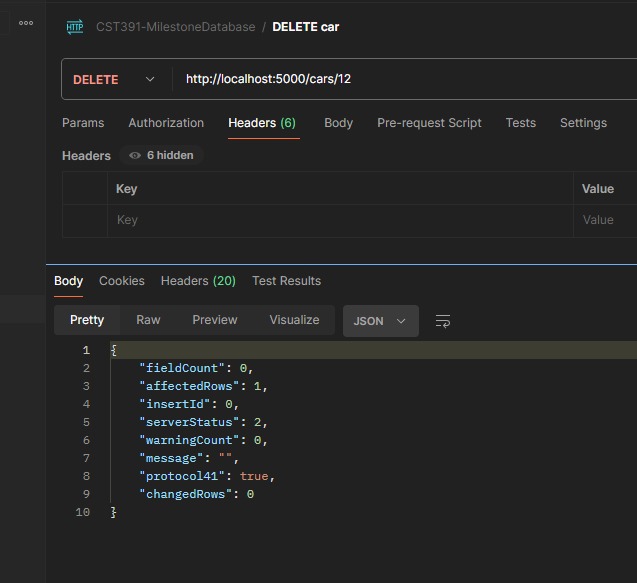 HTTP CST391-MilestoneDatabase / DELETE car
DELETE http://localhost:5000/cars/12
Params Authorization Headers (6) Body Pre-request Script Tests Settings
Headers 6 hidden
Key Value
Key Value
Body Cookies Headers (20) Test Results
Pretty Raw Preview Visualize JSON
1 {
2 "fieldCount": 0,
3 "affectedRows": 1,
4 "insertId": 0,
5 "serverStatus": 2,
6 "warningCount": 0,
7 "message": "",
8 "protocol41": true,
9 "changedRows": 0
10 }